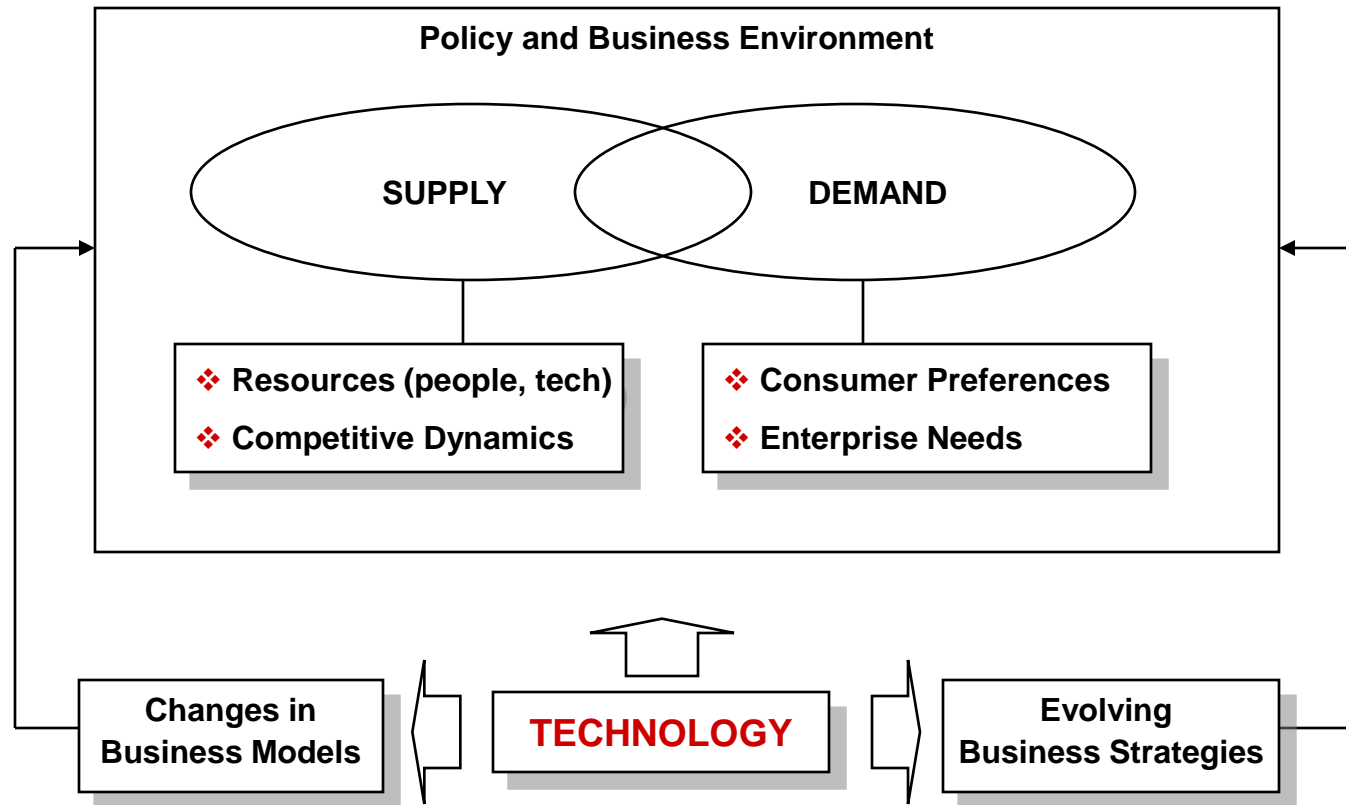 Policy and Business Environment
SUPPLY
DEMAND
❖ Resources (people, tech)
❖ Competitive Dynamics
❖ Consumer Preferences
❖ Enterprise Needs
Changes in
Business Models
TECHNOLOGY
Evolving
Business Strategies